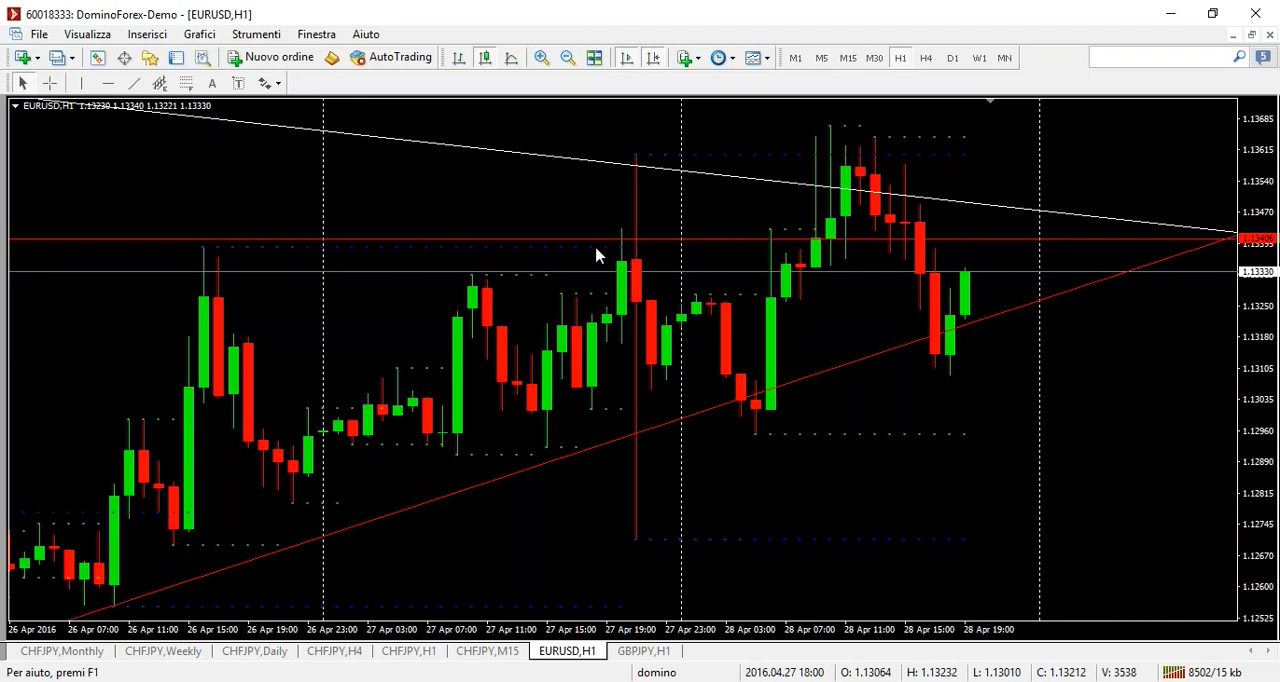 60018333: DominoForex-Demo - [EURUSD,H1]
File Visualizza Inserisci Grafici Strumenti Finestra Aiuto
Nuovo ordine AutoTrading M1 M5 M15 M30 H1 H4 D1 W1 MN 5
A T
EURUSD,H1 1.13230 1.13340 1.13221 1.13330
1.13685
1.13615
1.13540
1.13470
1.13406
1.13395
1.13330
1.13250
1.13180
1.13105
1.13035
1.12960
1.12890
1.12815
1.12745
1.12670
1.12600
1.12525
26 Apr 2016 26 Apr 07:00 26 Apr 11:00 26 Apr 15:00 26 Apr 19:00 26 Apr 23:00 27 Apr 03:00 27 Apr 07:00 27 Apr 11:00 27 Apr 15:00 27 Apr 19:00 27 Apr 23:00 28 Apr 03:00 28 Apr 07:00 28 Apr 11:00 28 Apr 15:00 28 Apr 19:00
CHFJPY,Monthly CHFJPY,Weekly CHFJPY,Daily CHFJPY,H4 CHFJPY,H1 CHFJPY,M15 EURUSD,H1 GBPJPY,H1
Per aiuto, premi F1 domino 2016.04.27 18:00 O: 1.13064 H: 1.13232 L: 1.13010 C: 1.13212 V: 3538 8502/15 kb